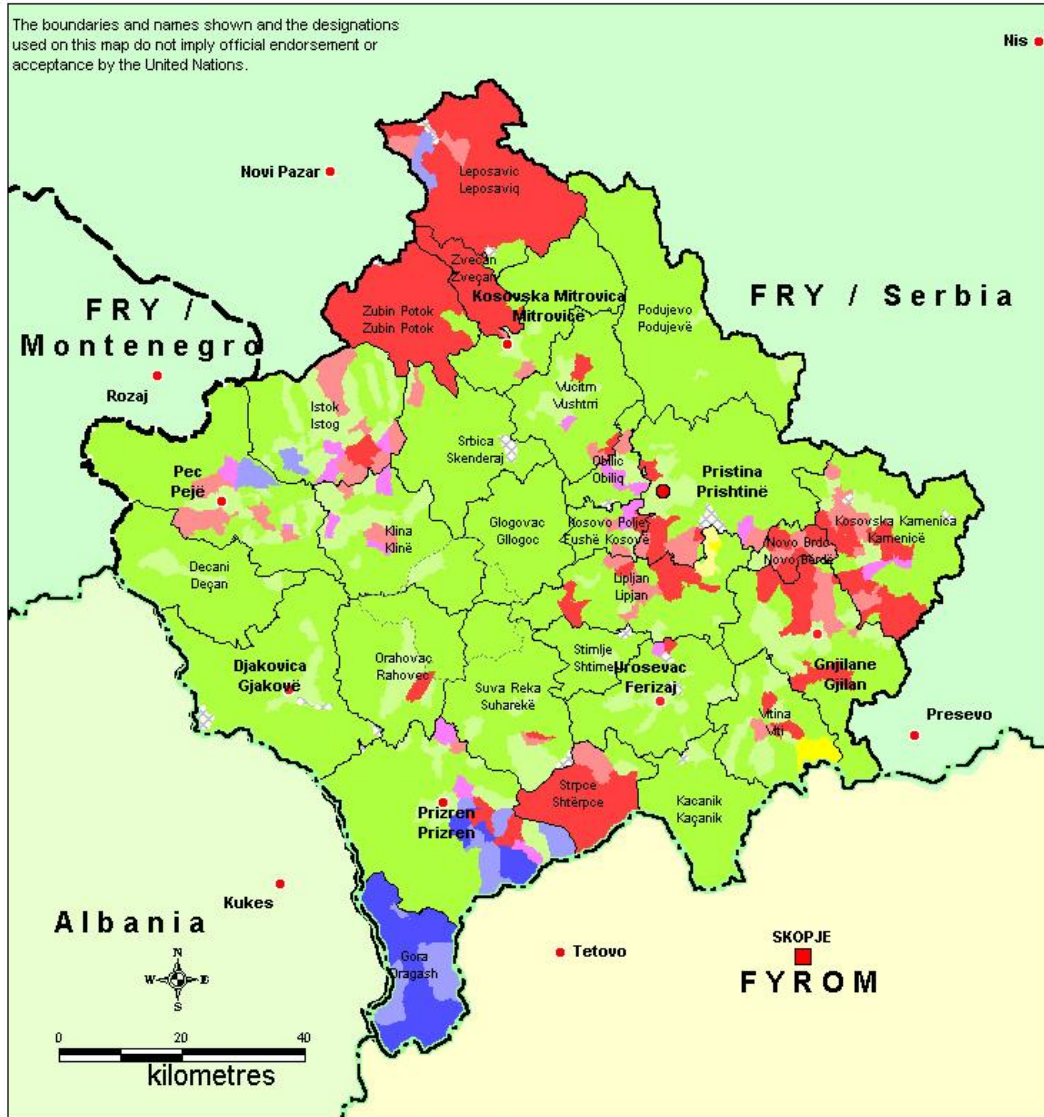 The boundaries and names shown and the designations
used on this map do not imply official endorsement or
acceptance by the United Nations.
Nis
Novi Pazar
Leposavic
Leposaviq
Zvecan
Zveçan
FRY /
Montenegro
Zubin Potok
Zubin Potok
Kosovska Mitrovica
Mitrovicë
Podujevo
Podujevë
FRY / Serbia
Rozaj
Istok
Istog
Vucitrn
Vushtrri
Srbica
Skenderaj
Obilic
Obiliq
Pristina
Prishtinë
Pec
Pejë
Klina
Klinë
Glogovac
Gllogoc
Kosovo Polje
Fushë Kosovë
Novo Brdo
Novo Bërdë
Kosovska Kamenica
Kamenicë
Decani
Deçan
Lipljan
Lipjan
Djakovica
Gjakovë
Orahovac
Rahovec
Suva Reka
Suharekë
Stimlje
Shtime
Urosevac
Ferizaj
Gnjilane
Gjilan
Vitina
Viti
Presevo
Strpce
Shtërpce
Kacanik
Kaçanik
Prizren
Prizren
Kukes
Albania
Gora
Dragash
Tetovo
SKOPJE
FYROM
N
W E
S
0 20 40
kilometres